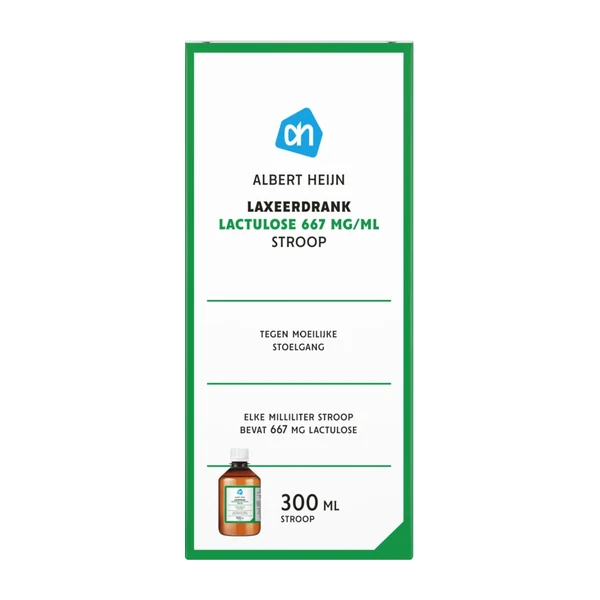 ah
ALBERT HEIJN
LAXEERDRANK
LACTULOSE 667 MG/ML
STROOP
TEGEN MOEILIJKE
STOELGANG
ELKE MILLILITER STROOP
BEVAT 667 MG LACTULOSE
300 ML
STROOP